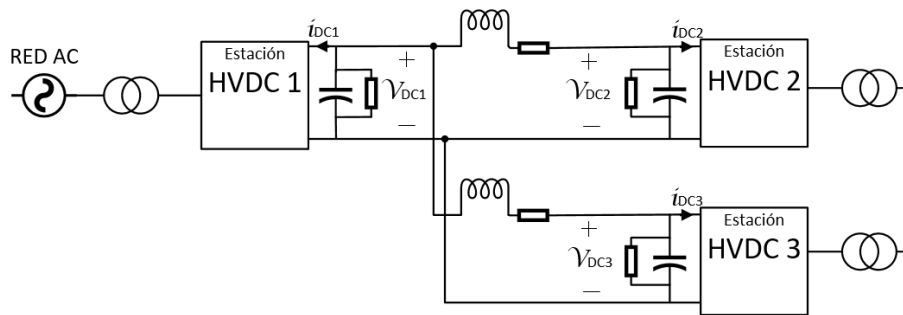 RED AC
Estación
HVDC 1
iDC1
+
VDC1
—
iDC2
+
VDC2
—
Estación
HVDC 2
iDC3
+
VDC3
—
Estación
HVDC 3